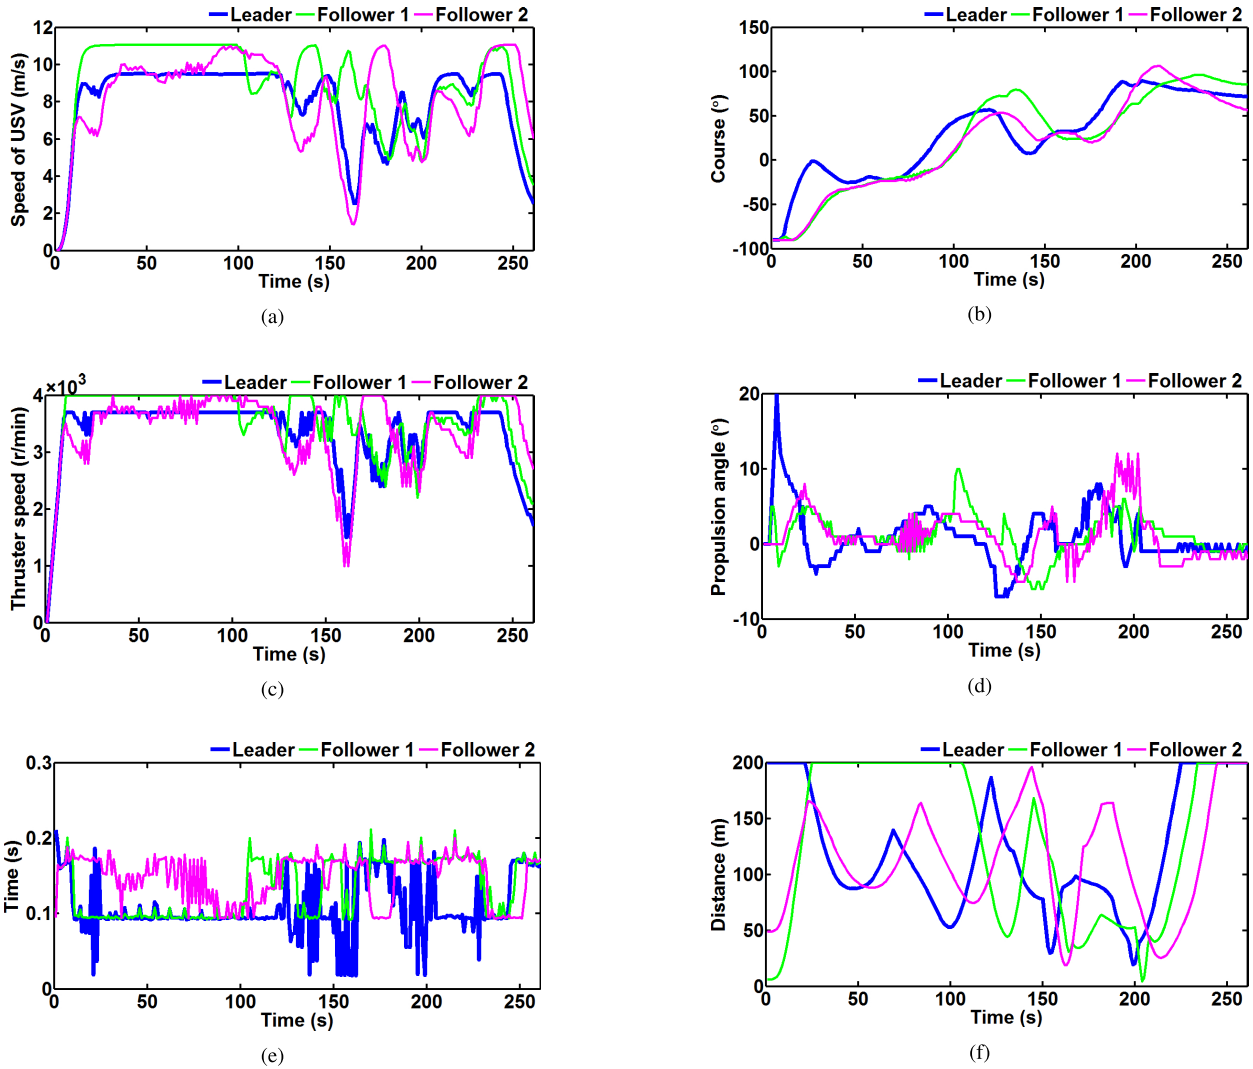 Leader Follower 1 Follower 2
Speed of USV (m/s)
12
10
8
6
4
2
0
0 50 100 150 200 250
Time (s)
(a)
Leader Follower 1 Follower 2
Course (°)
150
100
50
0
-50
-100
0 50 100 150 200 250
Time (s)
(b)
Leader Follower 1 Follower 2
×10³
Thruster speed (r/min)
4
3
2
1
0
0 50 100 150 200 250
Time (s)
(c)
Leader Follower 1 Follower 2
Propulsion angle (°)
20
10
0
-10
0 50 100 150 200 250
Time (s)
(d)
Leader Follower 1 Follower 2
Time (s)
0.3
0.2
0.1
0
0 50 100 150 200 250
Time (s)
(e)
Leader Follower 1 Follower 2
Distance (m)
200
150
100
50
0
0 50 100 150 200 250
Time (s)
(f)